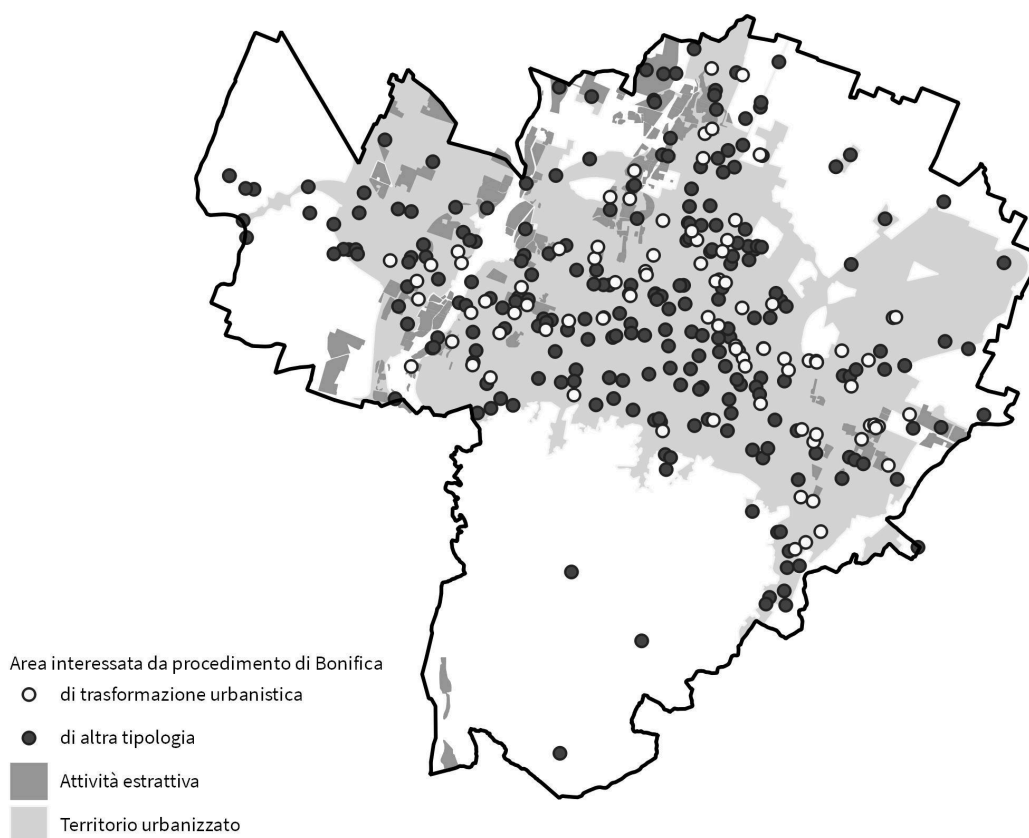 Area interessata da procedimento di Bonifica
di trasformazione urbanistica
di altra tipologia
Attività estrattiva
Territorio urbanizzato